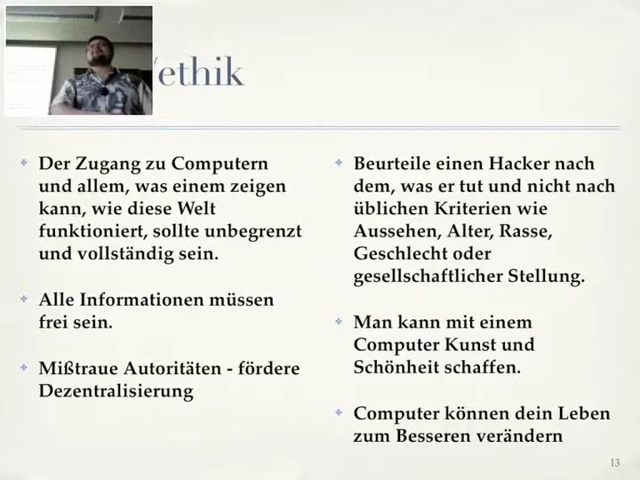 ethik
Der Zugang zu Computern
und allem, was einem zeigen
kann, wie diese Welt
funktioniert, sollte unbegrenzt
und vollständig sein.
Alle Informationen müssen
frei sein.
Mißtraue Autoritäten - fördere
Dezentralisierung
Beurteile einen Hacker nach
dem, was er tut und nicht nach
üblichen Kriterien wie
Aussehen, Alter, Rasse,
Geschlecht oder
gesellschaftlicher Stellung.
Man kann mit einem
Computer Kunst und
Schönheit schaffen.
Computer können dein Leben
zum Besseren verändern
13